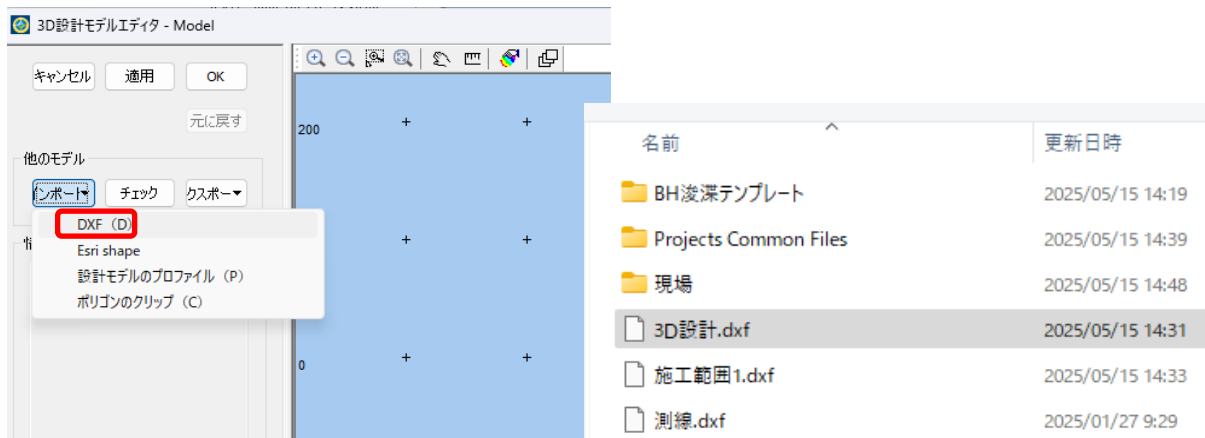 3D設計モデルエディタ - Model
キャンセル 適用 OK
元に戻す
他のモデル
インポート チェック クスポー
DXF (D)
Esri shape
設計モデルのプロファイル (P)
ポリゴンのクリップ (C)
200
0
名前 更新日時
BH浚渫テンプレート 2025/05/15 14:19
Projects Common Files 2025/05/15 14:39
現場 2025/05/15 14:48
3D設計.dxf 2025/05/15 14:31
施工範囲1.dxf 2025/05/15 14:33
測線.dxf 2025/01/27 9:29